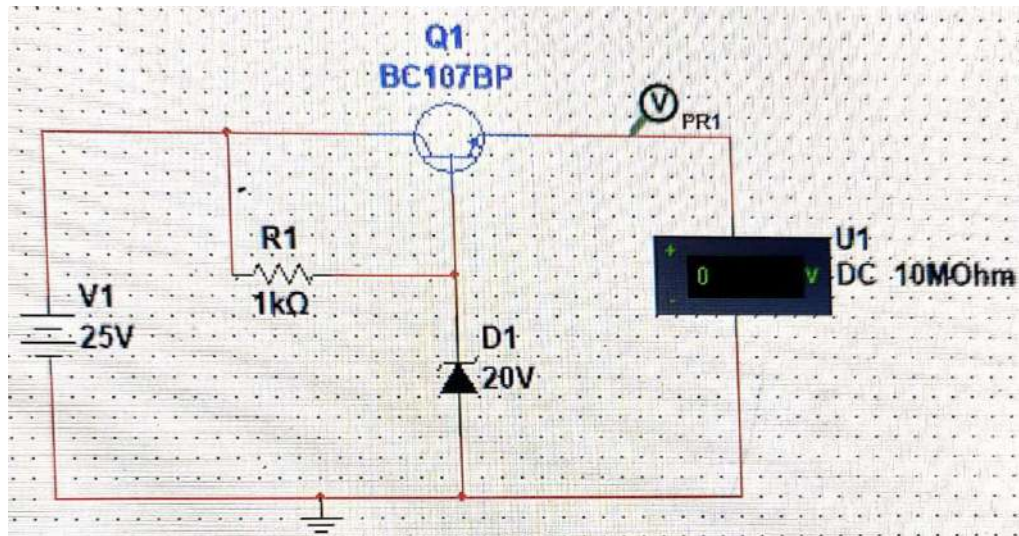 Q1
BC107BP
V
PR1
R1
1kΩ
V1
25V
D1
20V
+
0
V
-
U1
DC 10MOhm